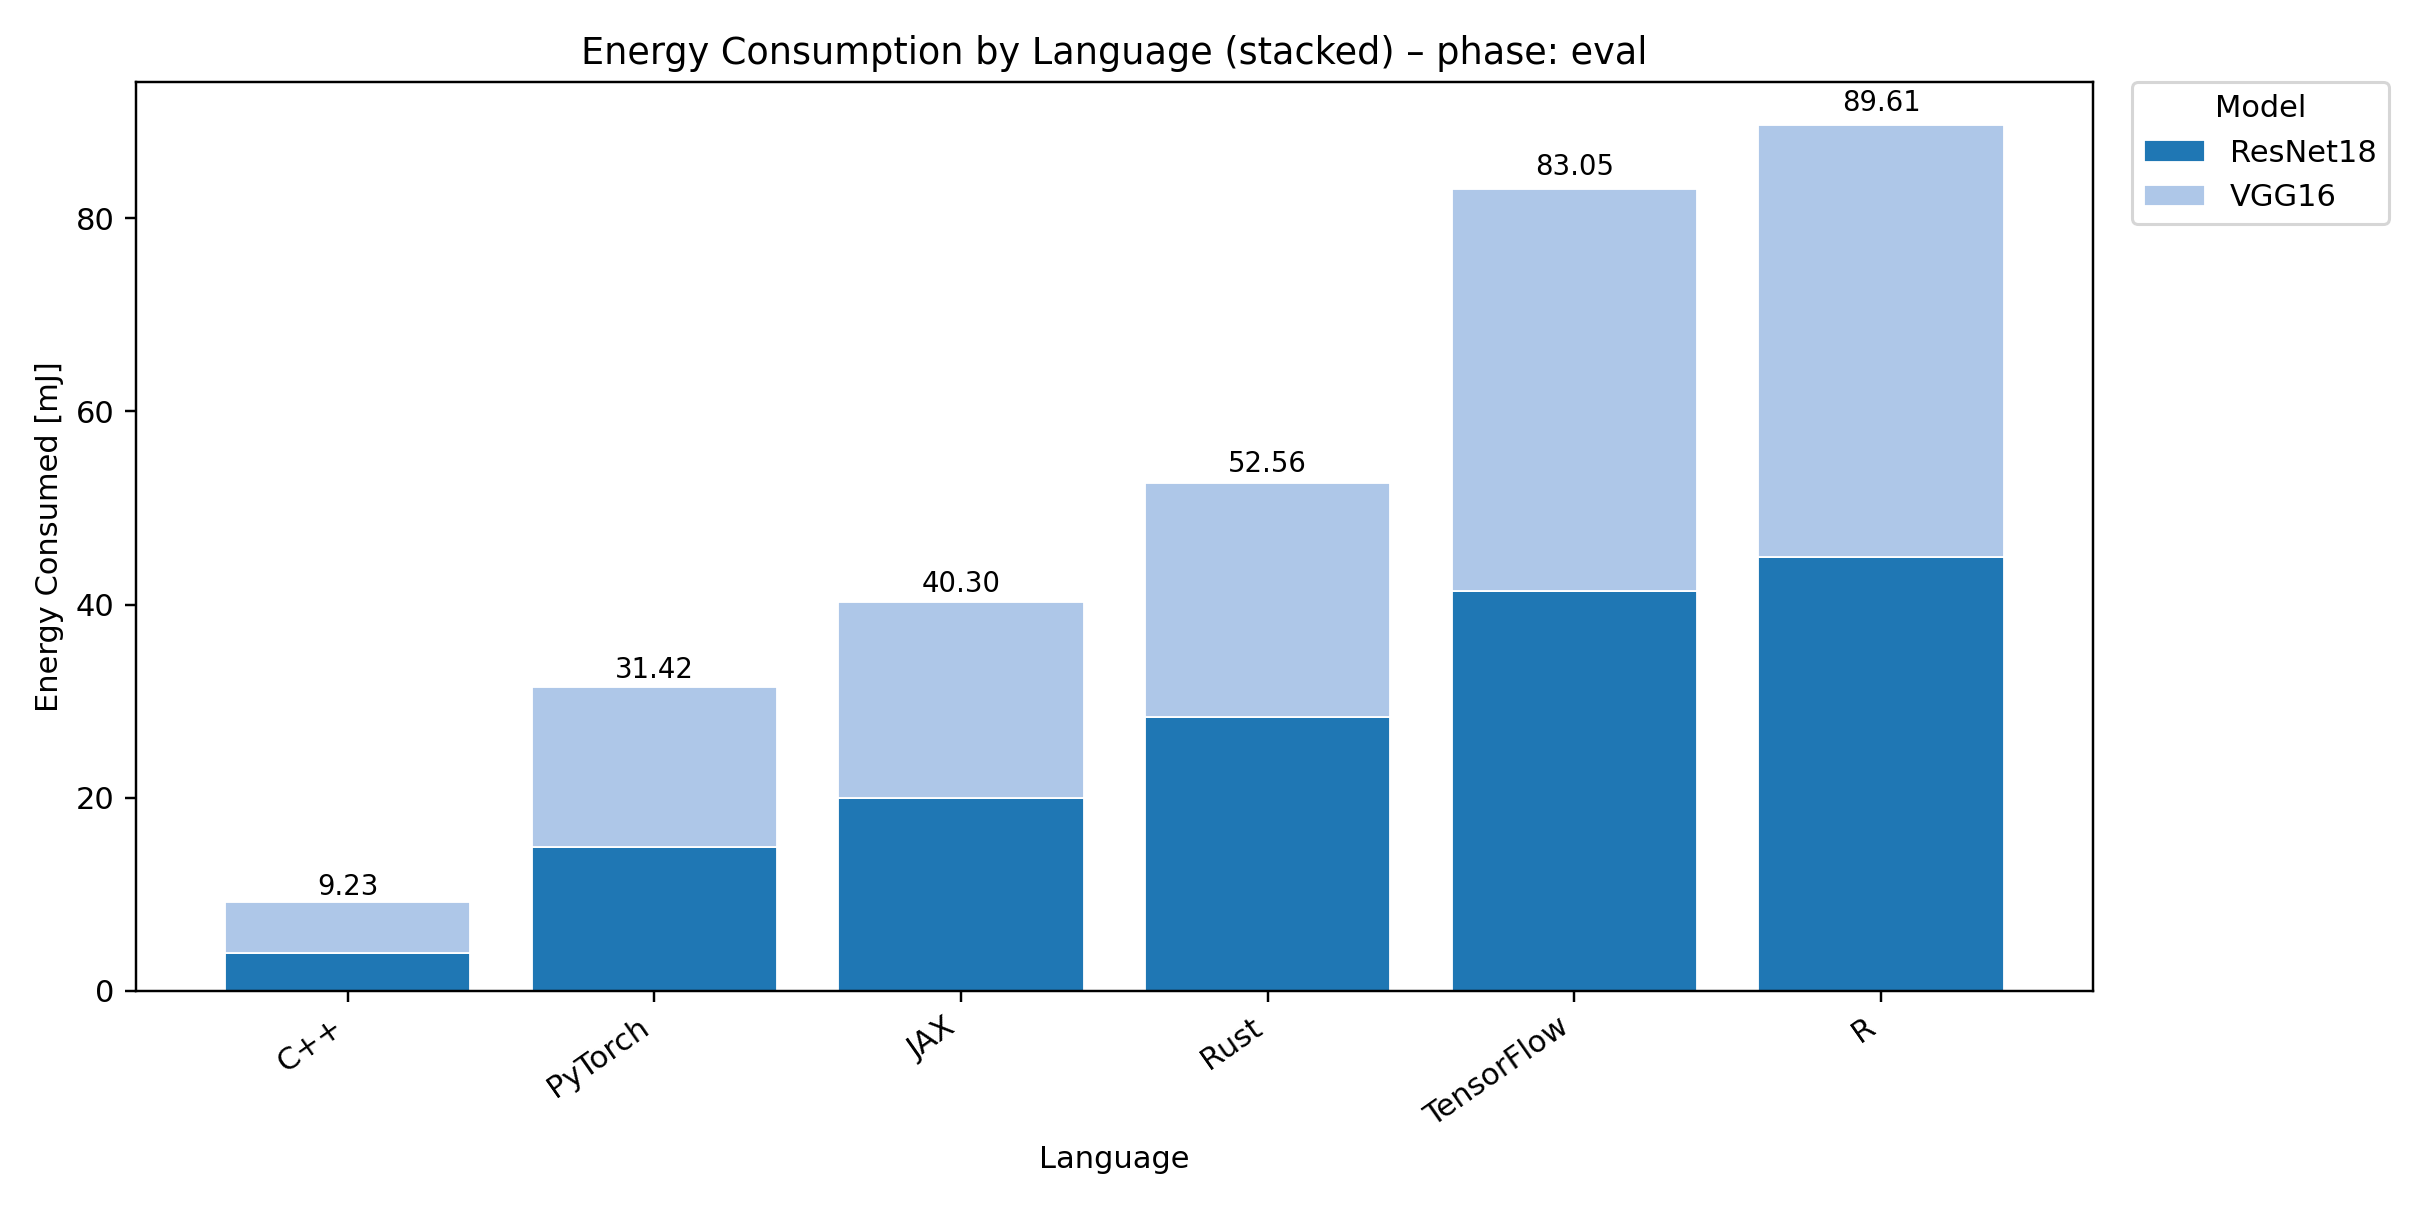 Energy Consumption by Language (stacked) – phase: eval
Model
ResNet18
VGG16
Energy Consumed [mJ]
80
60
40
20
0
9.23
31.42
40.30
52.56
83.05
89.61
C++
PyTorch
JAX
Rust
TensorFlow
R
Language